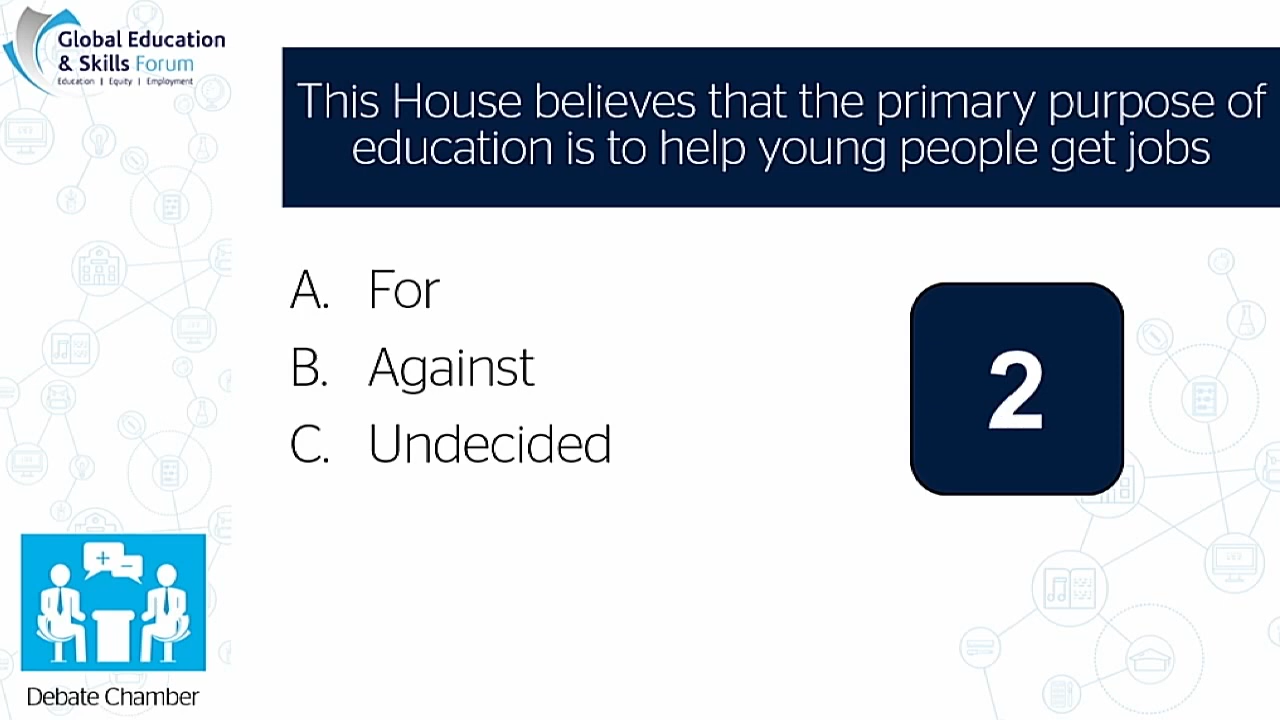 Global Education
& Skills Forum
Education | Equity | Employment
This House believes that the primary purpose of
education is to help young people get jobs
A. For
B. Against
C. Undecided
2
Debate Chamber